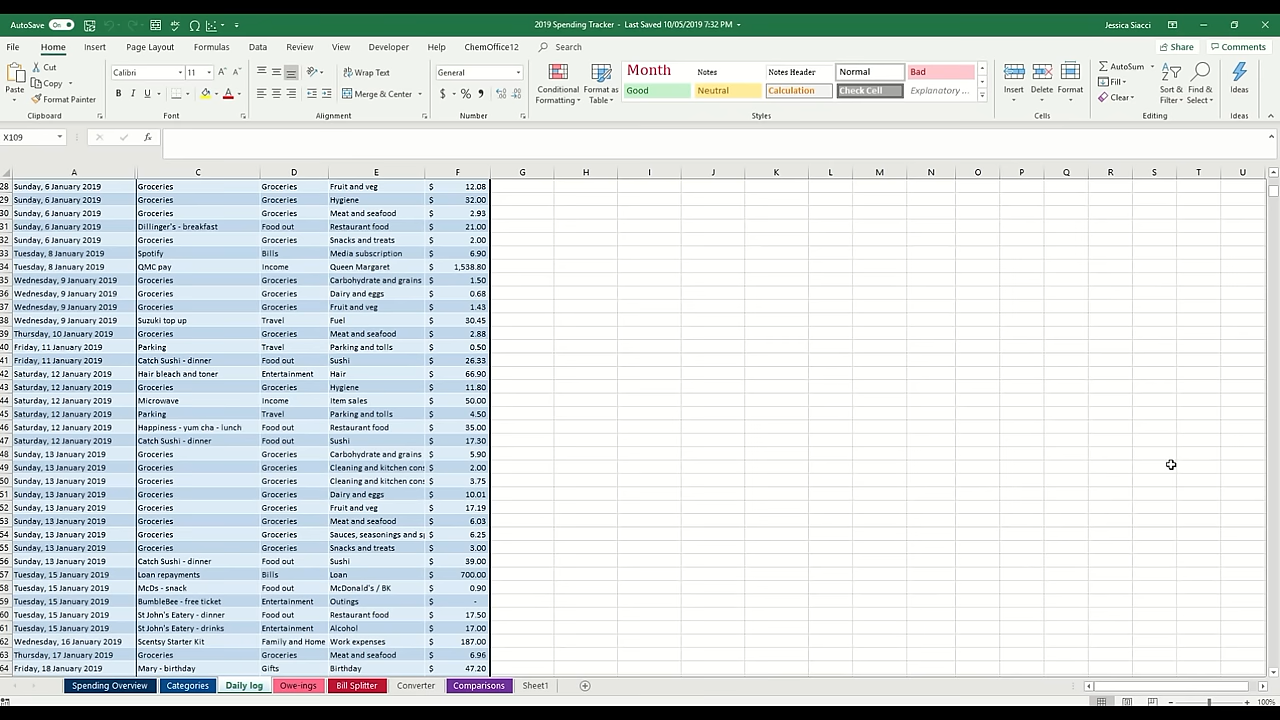 AutoSave On 2019 Spending Tracker - Last Saved 10/05/2019 7:32 PM Jessica Siacci
File Home Insert Page Layout Formulas Data Review View Developer Help ChemOffice12 Search Share Comments
Cut Calibri 11 Wrap Text General Month Notes Notes Header Normal Bad AutoSum
Copy Fill
Paste Format Painter B I U Merge & Center $ % Conditional Formatting Format as Table Good Neutral Calculation Check Cell Explanatory ... Insert Delete Format Clear Sort & Filter Find & Select Ideas
Clipboard Font Alignment Number Styles Cells Editing Ideas
X109 fx
A C D E F G H I J K L M N O P Q R S T U
28 Sunday, 6 January 2019 Groceries Groceries Fruit and veg $ 12.08
29 Sunday, 6 January 2019 Groceries Groceries Hygiene $ 32.00
30 Sunday, 6 January 2019 Groceries Groceries Meat and seafood $ 2.93
31 Sunday, 6 January 2019 Dillinger's - breakfast Food out Restaurant food $ 21.00
32 Sunday, 6 January 2019 Groceries Groceries Snacks and treats $ 2.00
33 Tuesday, 8 January 2019 Spotify Bills Media subscription $ 6.90
34 Tuesday, 8 January 2019 QMC pay Income Queen Margaret $ 1,538.80
35 Wednesday, 9 January 2019 Groceries Groceries Carbohydrate and grains $ 1.50
36 Wednesday, 9 January 2019 Groceries Groceries Dairy and eggs $ 0.68
37 Wednesday, 9 January 2019 Groceries Groceries Fruit and veg $ 1.43
38 Wednesday, 9 January 2019 Suzuki top up Travel Fuel $ 30.45
39 Thursday, 10 January 2019 Groceries Groceries Meat and seafood $ 2.88
40 Friday, 11 January 2019 Parking Travel Parking and tolls $ 0.50
41 Friday, 11 January 2019 Catch Sushi - dinner Food out Sushi $ 26.33
42 Saturday, 12 January 2019 Hair bleach and toner Entertainment Hair $ 66.90
43 Saturday, 12 January 2019 Groceries Groceries Hygiene $ 11.80
44 Saturday, 12 January 2019 Microwave Income Item sales $ 50.00
45 Saturday, 12 January 2019 Parking Travel Parking and tolls $ 4.50
46 Saturday, 12 January 2019 Happiness - yum cha - lunch Food out Restaurant food $ 35.00
47 Saturday, 12 January 2019 Catch Sushi - dinner Food out Sushi $ 17.30
48 Sunday, 13 January 2019 Groceries Groceries Carbohydrate and grains $ 5.90
49 Sunday, 13 January 2019 Groceries Groceries Cleaning and kitchen cons $ 2.00
50 Sunday, 13 January 2019 Groceries Groceries Cleaning and kitchen cons $ 3.75
51 Sunday, 13 January 2019 Groceries Groceries Dairy and eggs $ 10.01
52 Sunday, 13 January 2019 Groceries Groceries Fruit and veg $ 17.19
53 Sunday, 13 January 2019 Groceries Groceries Meat and seafood $ 6.03
54 Sunday, 13 January 2019 Groceries Groceries Sauces, seasonings and sp $ 6.25
55 Sunday, 13 January 2019 Groceries Groceries Snacks and treats $ 3.00
56 Sunday, 13 January 2019 Catch Sushi - dinner Food out Sushi $ 39.00
57 Tuesday, 15 January 2019 Loan repayments Bills Loan $ 700.00
58 Tuesday, 15 January 2019 McDs - snack Food out McDonald's / BK $ 0.90
59 Tuesday, 15 January 2019 BumbleBee - free ticket Entertainment Outings $ -
60 Tuesday, 15 January 2019 St John's Eatery - dinner Food out Restaurant food $ 17.50
61 Tuesday, 15 January 2019 St John's Eatery - drinks Entertainment Alcohol $ 17.00
62 Wednesday, 16 January 2019 Scentsy Starter Kit Family and Home Work expenses $ 187.00
63 Thursday, 17 January 2019 Groceries Groceries Meat and seafood $ 6.96
64 Friday, 18 January 2019 Mary - birthday Gifts Birthday $ 47.20
Spending Overview Categories Daily log Owe-ings Bill Splitter Converter Comparisons Sheet1
100%